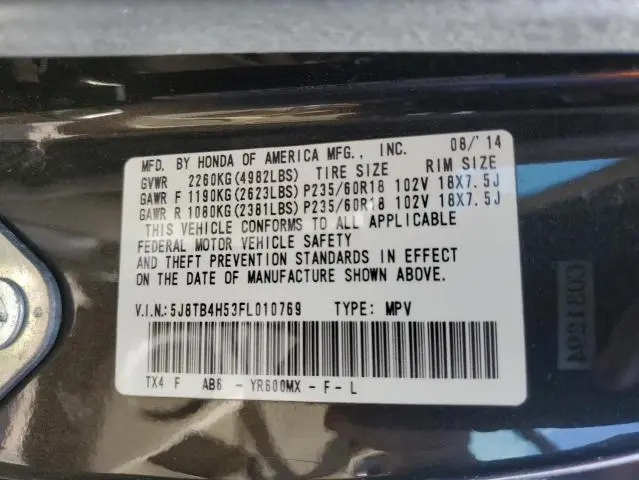 MFD. BY HONDA OF AMERICA MFG., INC. 08/'14
GVWR 2260KG(4982LBS) TIRE SIZE RIM SIZE
GAWR F 1190KG(2623LBS) P235/60R18 102V 18X7.5J
GAWR R 1080KG(2381LBS) P235/60R18 102V 18X7.5J
THIS VEHICLE CONFORMS TO ALL APPLICABLE
FEDERAL MOTOR VEHICLE SAFETY
AND THEFT PREVENTION STANDARDS IN EFFECT
ON THE DATE OF MANUFACTURE SHOWN ABOVE.
V.I.N.:5J8TB4H53FL010769 TYPE: MPV
TX4 F AB6 - YR600MX - F - L
C031294